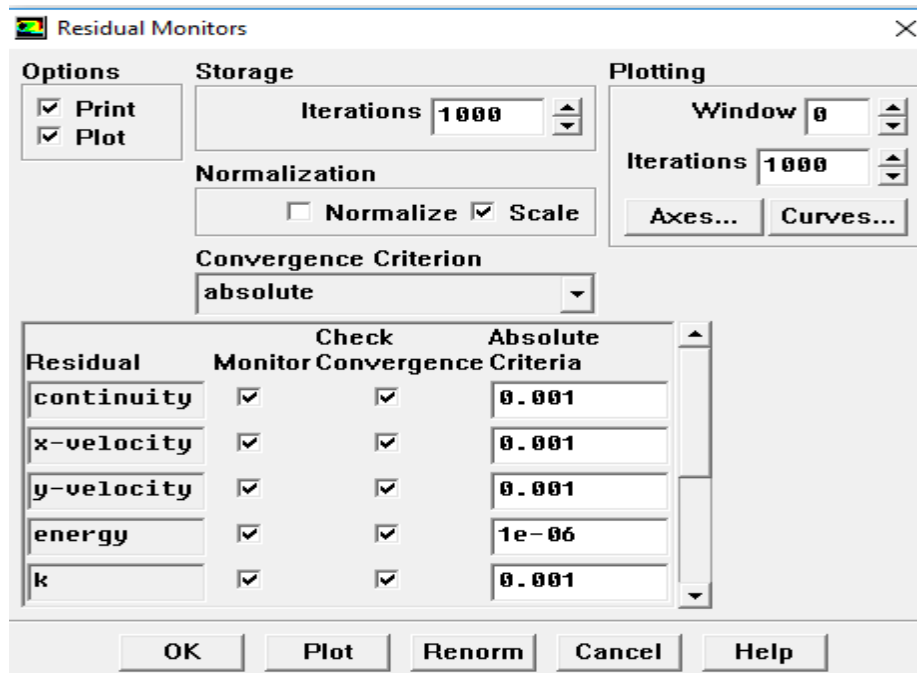 Residual Monitors
Options
Print
Plot
Storage
Iterations 1000
Normalization
Normalize Scale
Convergence Criterion
absolute
Plotting
Window 0
Iterations 1000
Axes... Curves...
Check Absolute
Residual Monitor Convergence Criteria
continuity 0.001
x-velocity 0.001
y-velocity 0.001
energy 1e-06
k 0.001
OK Plot Renorm Cancel Help